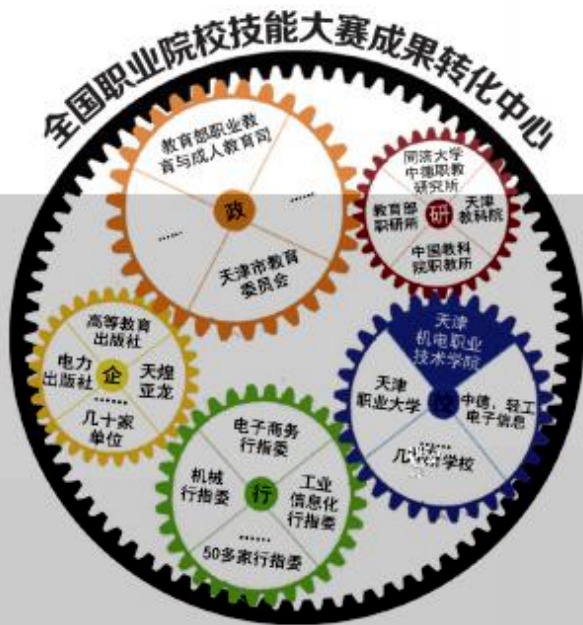 全国职业院校技能大赛成果转化中心
教育部职业教
育与成人教育司
......
......
政
天津市教育
委员会
同济大学
中德职教
研究所
教育部
职研所
研
天津
教科院
中国教科
院职教所
高等教育
出版社
电力
出版社
企
天煌
亚龙
......
几十家
单位
天津
机电职业
技术学院
天津
职业大学
校
中德、轻工
电子信息
......
学校
电子商务
行指委
机械
行指委
行
工业
信息化
行指委
......
50多家行指委